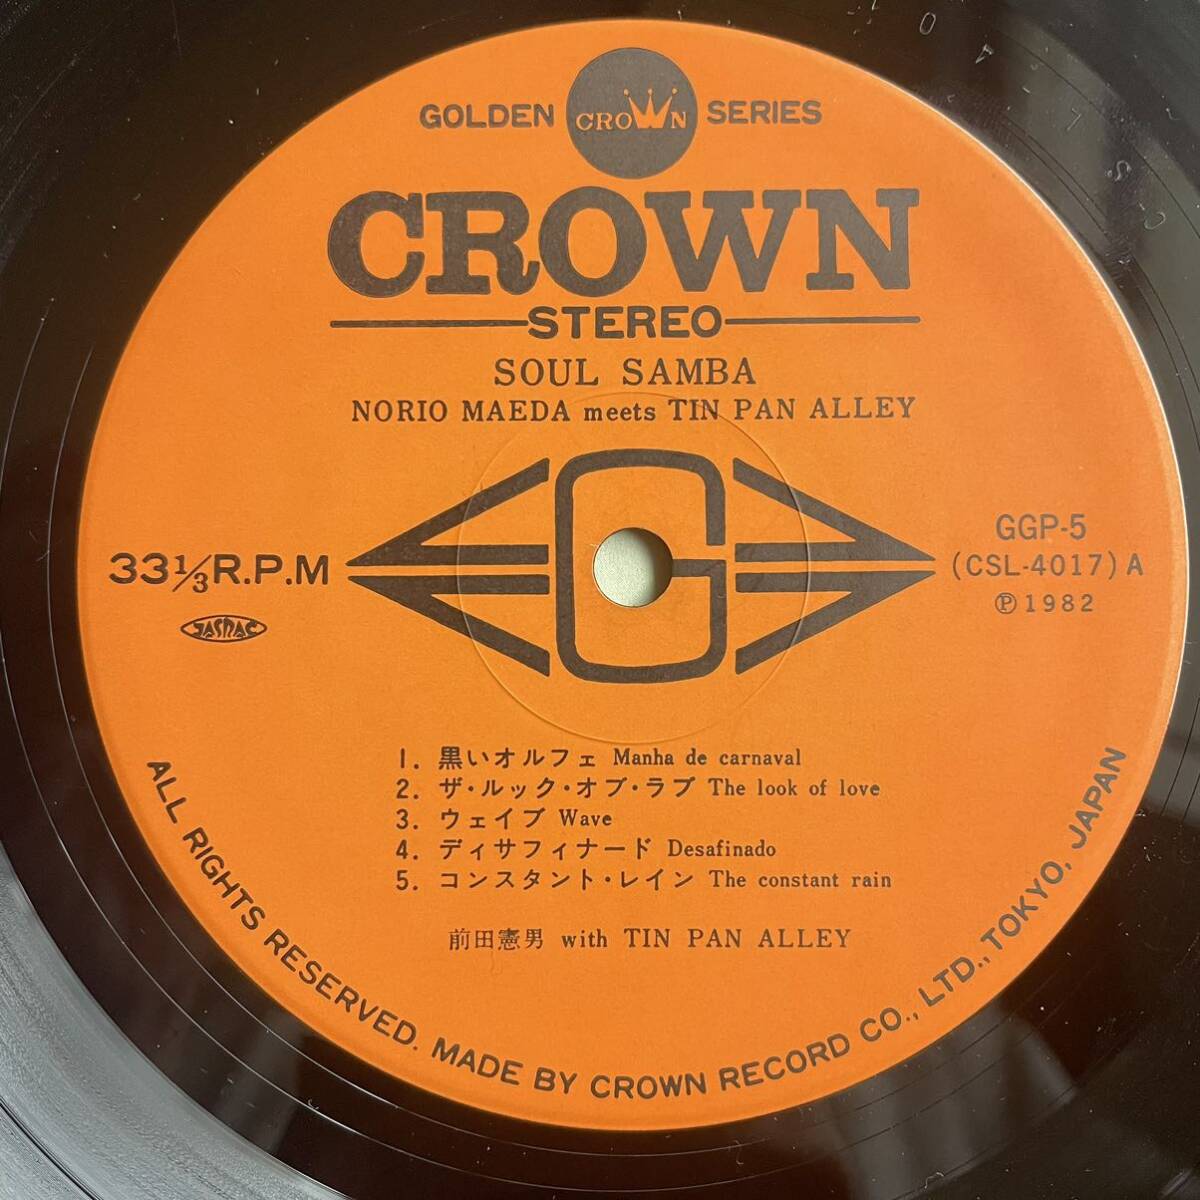 GOLDEN CROWN SERIES
CROWN
STEREO
SOUL SAMBA
NORIO MAEDA meets TIN PAN ALLEY
G
33 1/3 R.P.M
JASRAC
GGP-5
(CSL-4017) A
Ⓟ 1982
1. 黒いオルフェ Manha de carnaval
2. ザ・ルック・オブ・ラブ The look of love
3. ウェイブ Wave
4. ディサフィナード Desafinado
5. コンスタント・レイン The constant rain
前田憲男 with TIN PAN ALLEY
ALL RIGHTS RESERVED. MADE BY CROWN RECORD CO., LTD., TOKYO, JAPAN